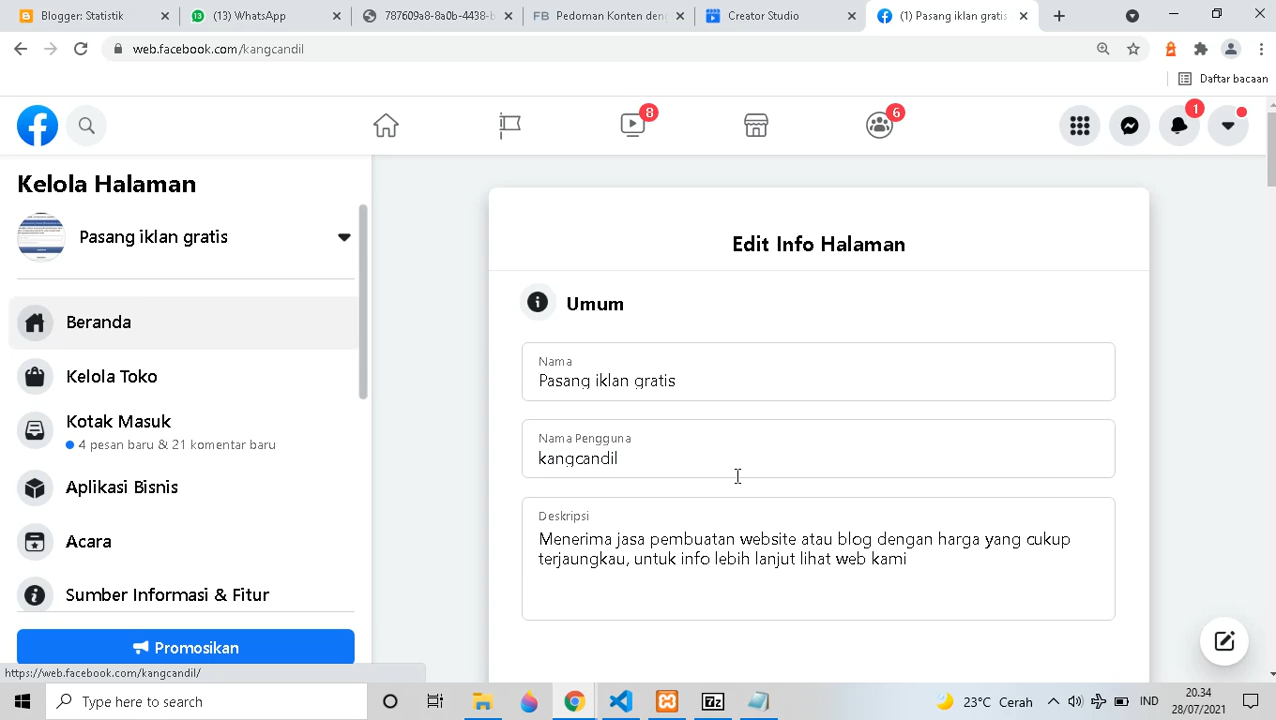 Blogger: Statistik
(13) WhatsApp
787609a8-8a0b-4438-b
FB Pedoman Konten den
Creator Studio
(1) Pasang iklan gratis
web.facebook.com/kangcandil
Daftar bacaan
8
6
1
Kelola Halaman
Pasang iklan gratis
Beranda
Kelola Toko
Kotak Masuk
4 pesan baru & 21 komentar baru
Aplikasi Bisnis
Acara
Sumber Informasi & Fitur
Promosikan
https://web.facebook.com/kangcandil/
Edit Info Halaman
Umum
Nama
Pasang iklan gratis
Nama Pengguna
kangcandil
Deskripsi
Menerima jasa pembuatan website atau blog dengan harga yang cukup
terjaungkau, untuk info lebih lanjut lihat web kami
Type here to search
23°C Cerah
IND
20.34
28/07/2021